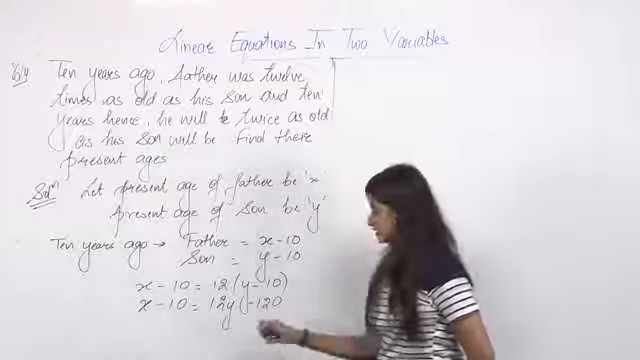 Linear Equations In Two Variables
Ten years ago, father was twelve
times as old as his son and ten
years hence, he will be twice as old
as his son will be Find there
present ages
Solⁿ Let present age of father be 'x'
present age of son be 'y'
Ten years ago → Father = x-10
Son = y-10
x-10 = 12(y-10)
x-10 = 12y(-120